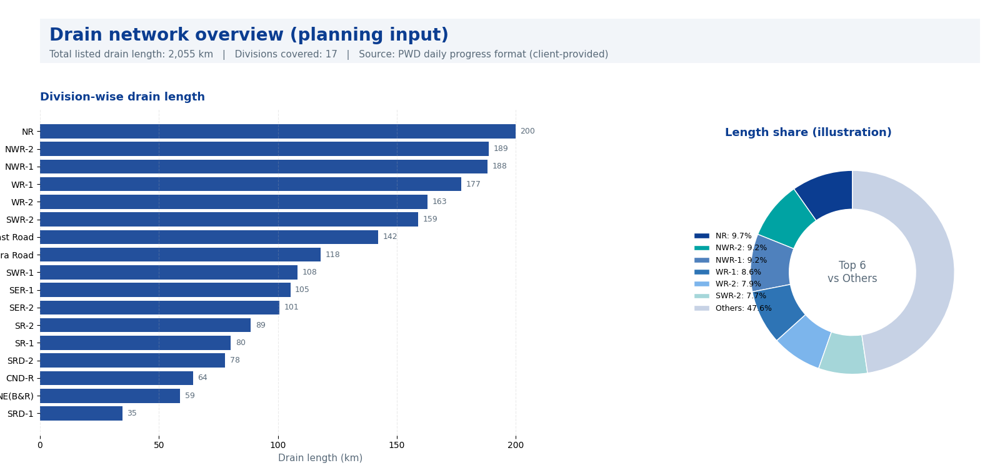 Drain network overview (planning input)
Total listed drain length: 2,055 km | Divisions covered: 17 | Source: PWD daily progress format (client-provided)
Division-wise drain length
NR 200
NWR-2 189
NWR-1 188
WR-1 177
WR-2 163
SWR-2 159
Road 142
Road 118
SWR-1 108
SER-1 105
SER-2 101
SR-2 89
SR-1 80
SRD-2 78
CND-R 64
NE(B&R) 59
SRD-1 35
0 50 100 150 200
Drain length (km)
Length share (illustration)
NR: 9.7%
NWR-2: 9.2%
NWR-1: 9.2%
WR-1: 8.6%
WR-2: 7.9%
SWR-2: 7.7%
Others: 47.6%
Top 6
vs Others